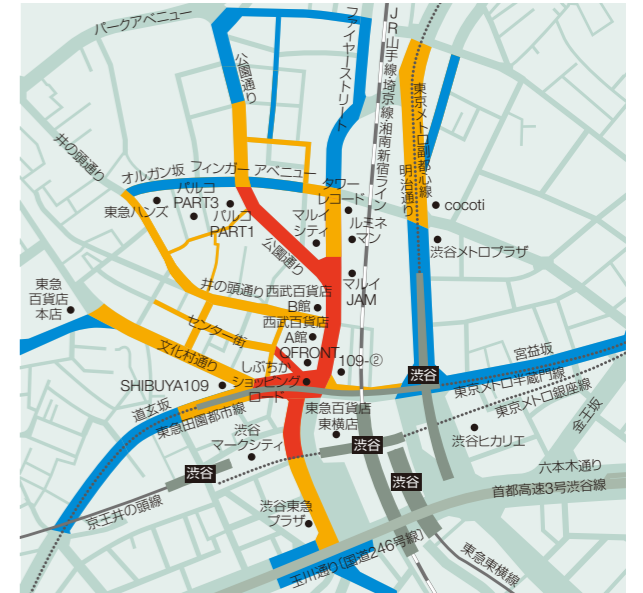 パークアベニュー
公園通り
ファイヤーストリート
JR山手線・埼京線・湘南新宿ライン
東京メトロ副都心線
明治通り
井の頭通り
オルガン坂
フィンガーアベニュー
タワー
レコード
東急ハンズ
パルコ
PART3
パルコ
PART1
マルイ
シティ
ルミネ
マン
cocoti
渋谷メトロプラザ
公園通り
マルイ
JAM
東急
百貨店
本店
井の頭通り
西武百貨店
B館
センター街
西武百貨店
A館
QFRONT
文化村通り
しぶちか
ショッピング
ロード
109-②
宮益坂
SHIBUYA109
渋谷
東京メトロ半蔵門線
道玄坂
東急田園都市線
東急百貨店
東横店
東京メトロ銀座線
金王坂
渋谷
マークシティ
渋谷
渋谷ヒカリエ
渋谷
渋谷
六本木通り
首都高速3号渋谷線
京王井の頭線
渋谷東急
プラザ
玉川通り〔国道246号線〕
東急東横線